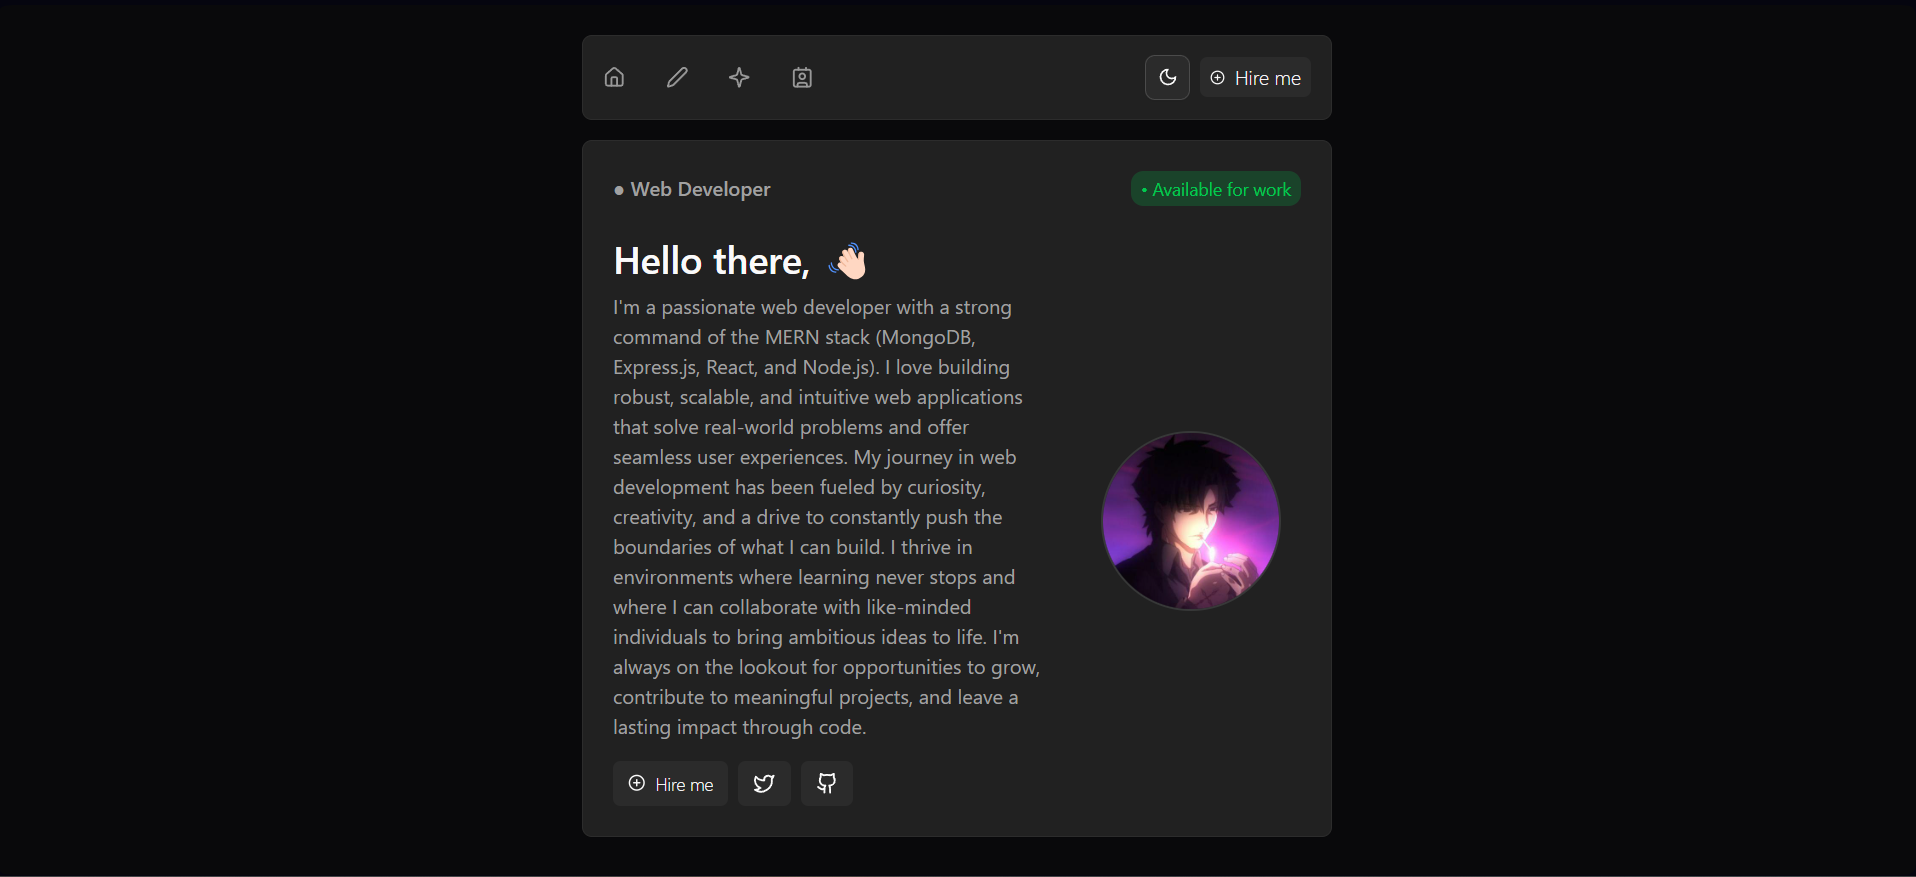 Hire me
● Web Developer
• Available for work
Hello there, 👋🏻
I'm a passionate web developer with a strong
command of the MERN stack (MongoDB,
Express.js, React, and Node.js). I love building
robust, scalable, and intuitive web applications
that solve real-world problems and offer
seamless user experiences. My journey in web
development has been fueled by curiosity,
creativity, and a drive to constantly push the
boundaries of what I can build. I thrive in
environments where learning never stops and
where I can collaborate with like-minded
individuals to bring ambitious ideas to life. I'm
always on the lookout for opportunities to grow,
contribute to meaningful projects, and leave a
lasting impact through code.
Hire me